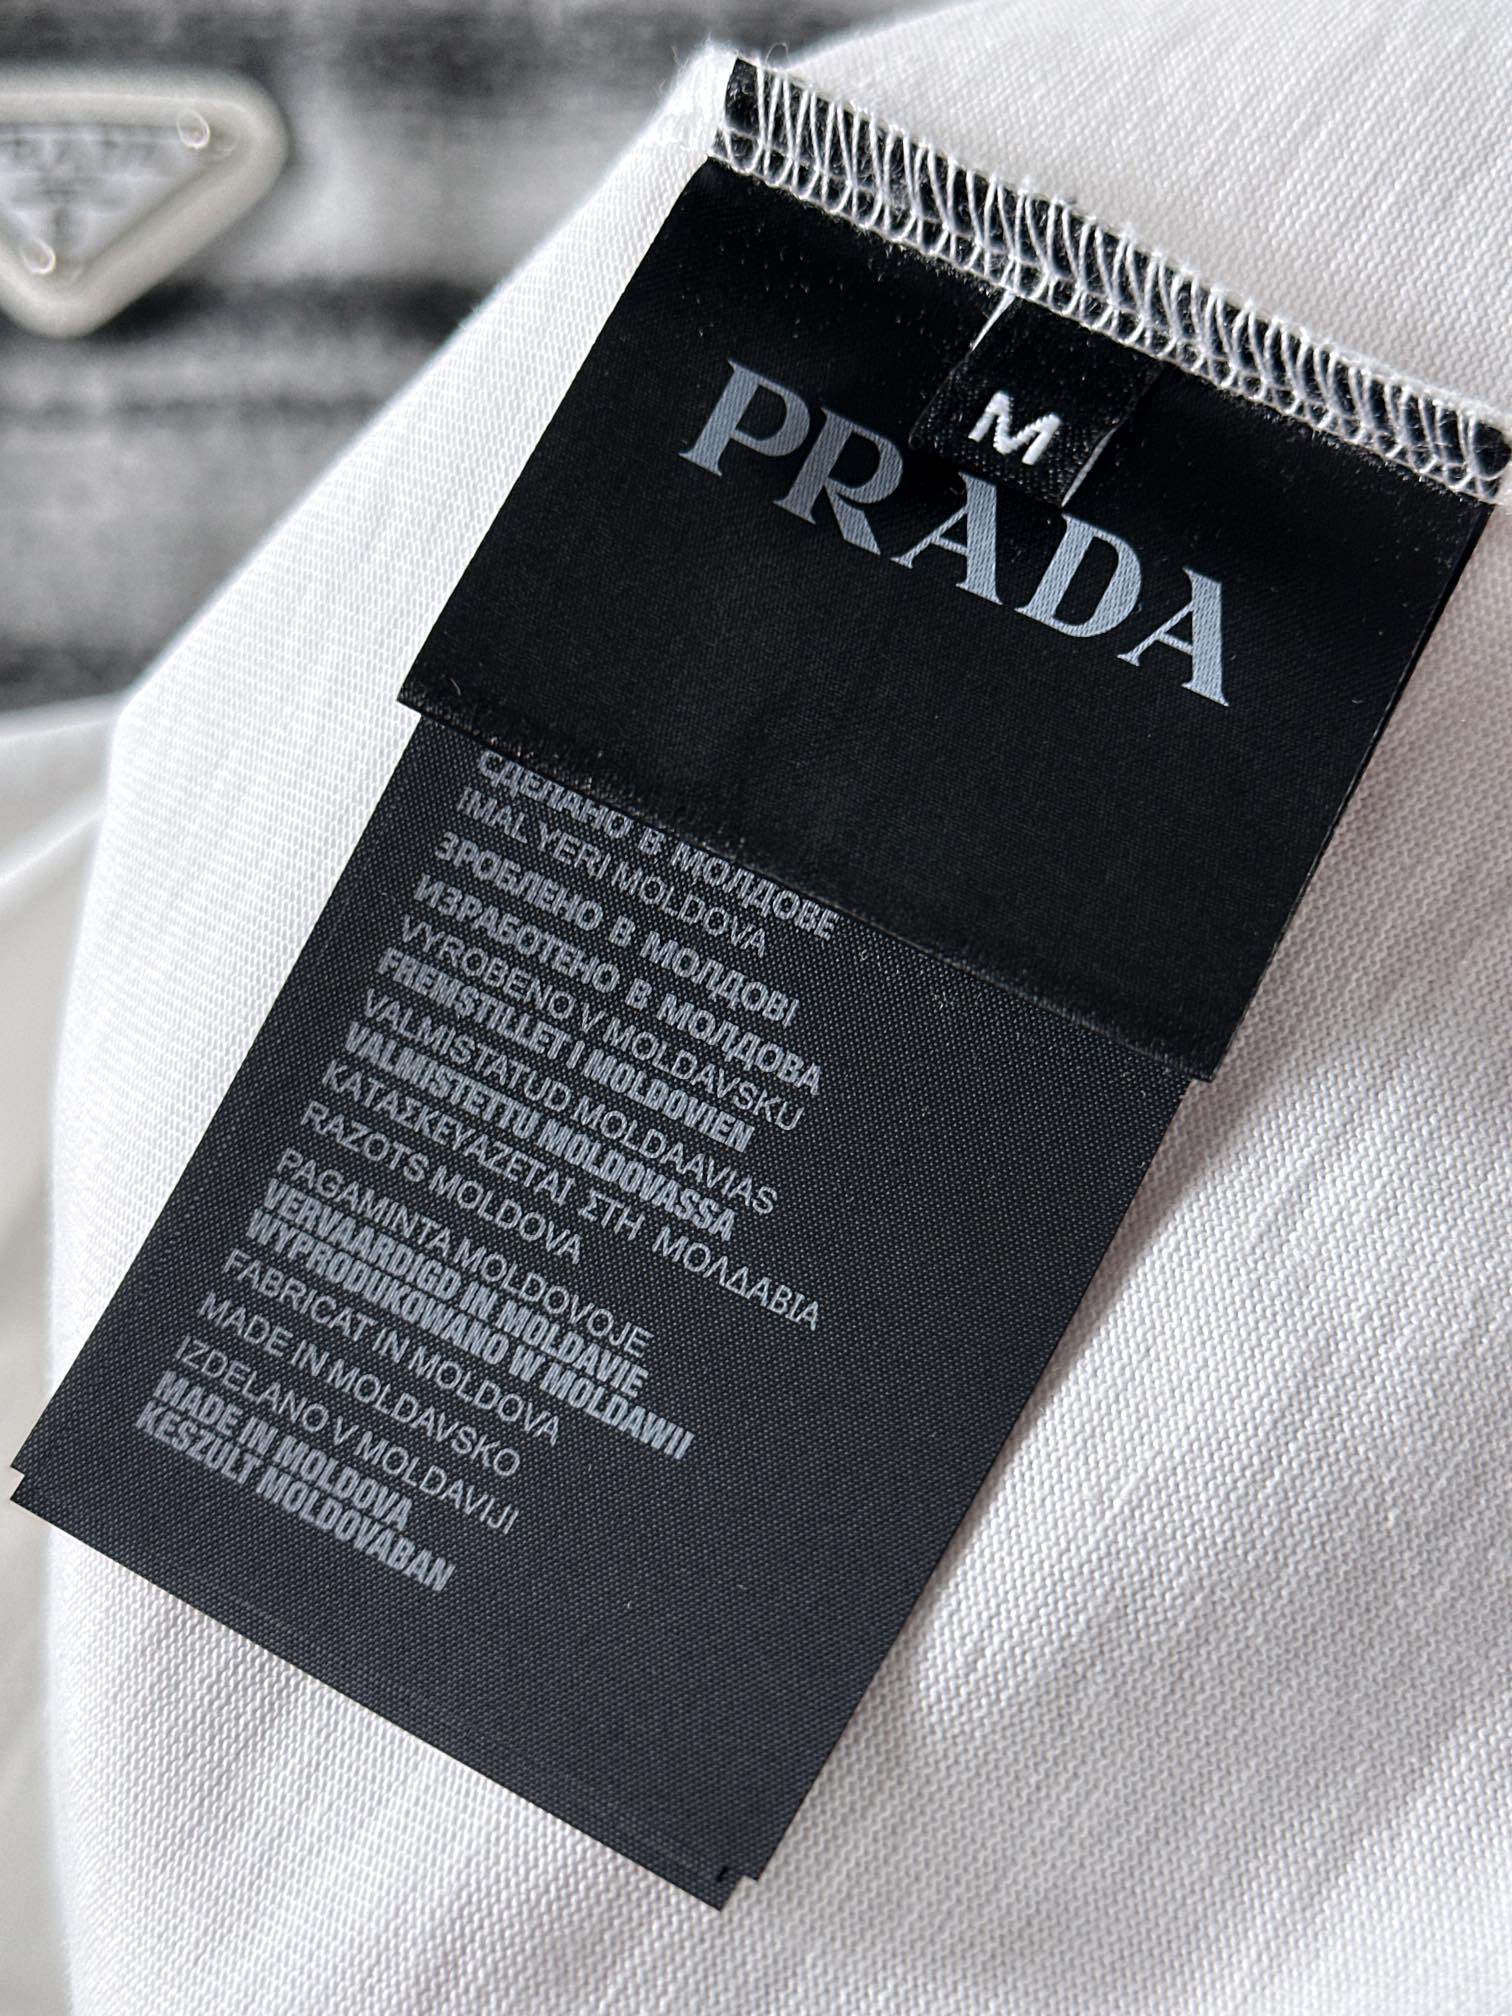 M
PRADA
СДЕЛАНО В МОЛДОВЕ
IMAL YERI MOLDOVA
ЗРОБЛЕНО В МОЛДОВІ
ИЗРАБОТЕНО В МОЛДОВА
VYROBENO V MOLDAVSKU
FREMSTILLET I MOLDOVIEN
VALMISTATUD MOLDAAVIAS
VALMISTETTU MOLDOVASSA
ΚΑΤΑΣΚΕΥΑΖΕΤΑΙ ΣΤΗ ΜΟΛΔΑΒΙΑ
RAZOTS MOLDOVA
PAGAMINTA MOLDOVOJE
VERVAARDIGD IN MOLDAVIE
WYPRODUKOWANO W MOLDAWII
FABRICAT IN MOLDOVA
MADE IN MOLDAVSKO
IZDELANO V MOLDAVIJI
MADE IN MOLDOVA
KESZULT MOLDOVABAN